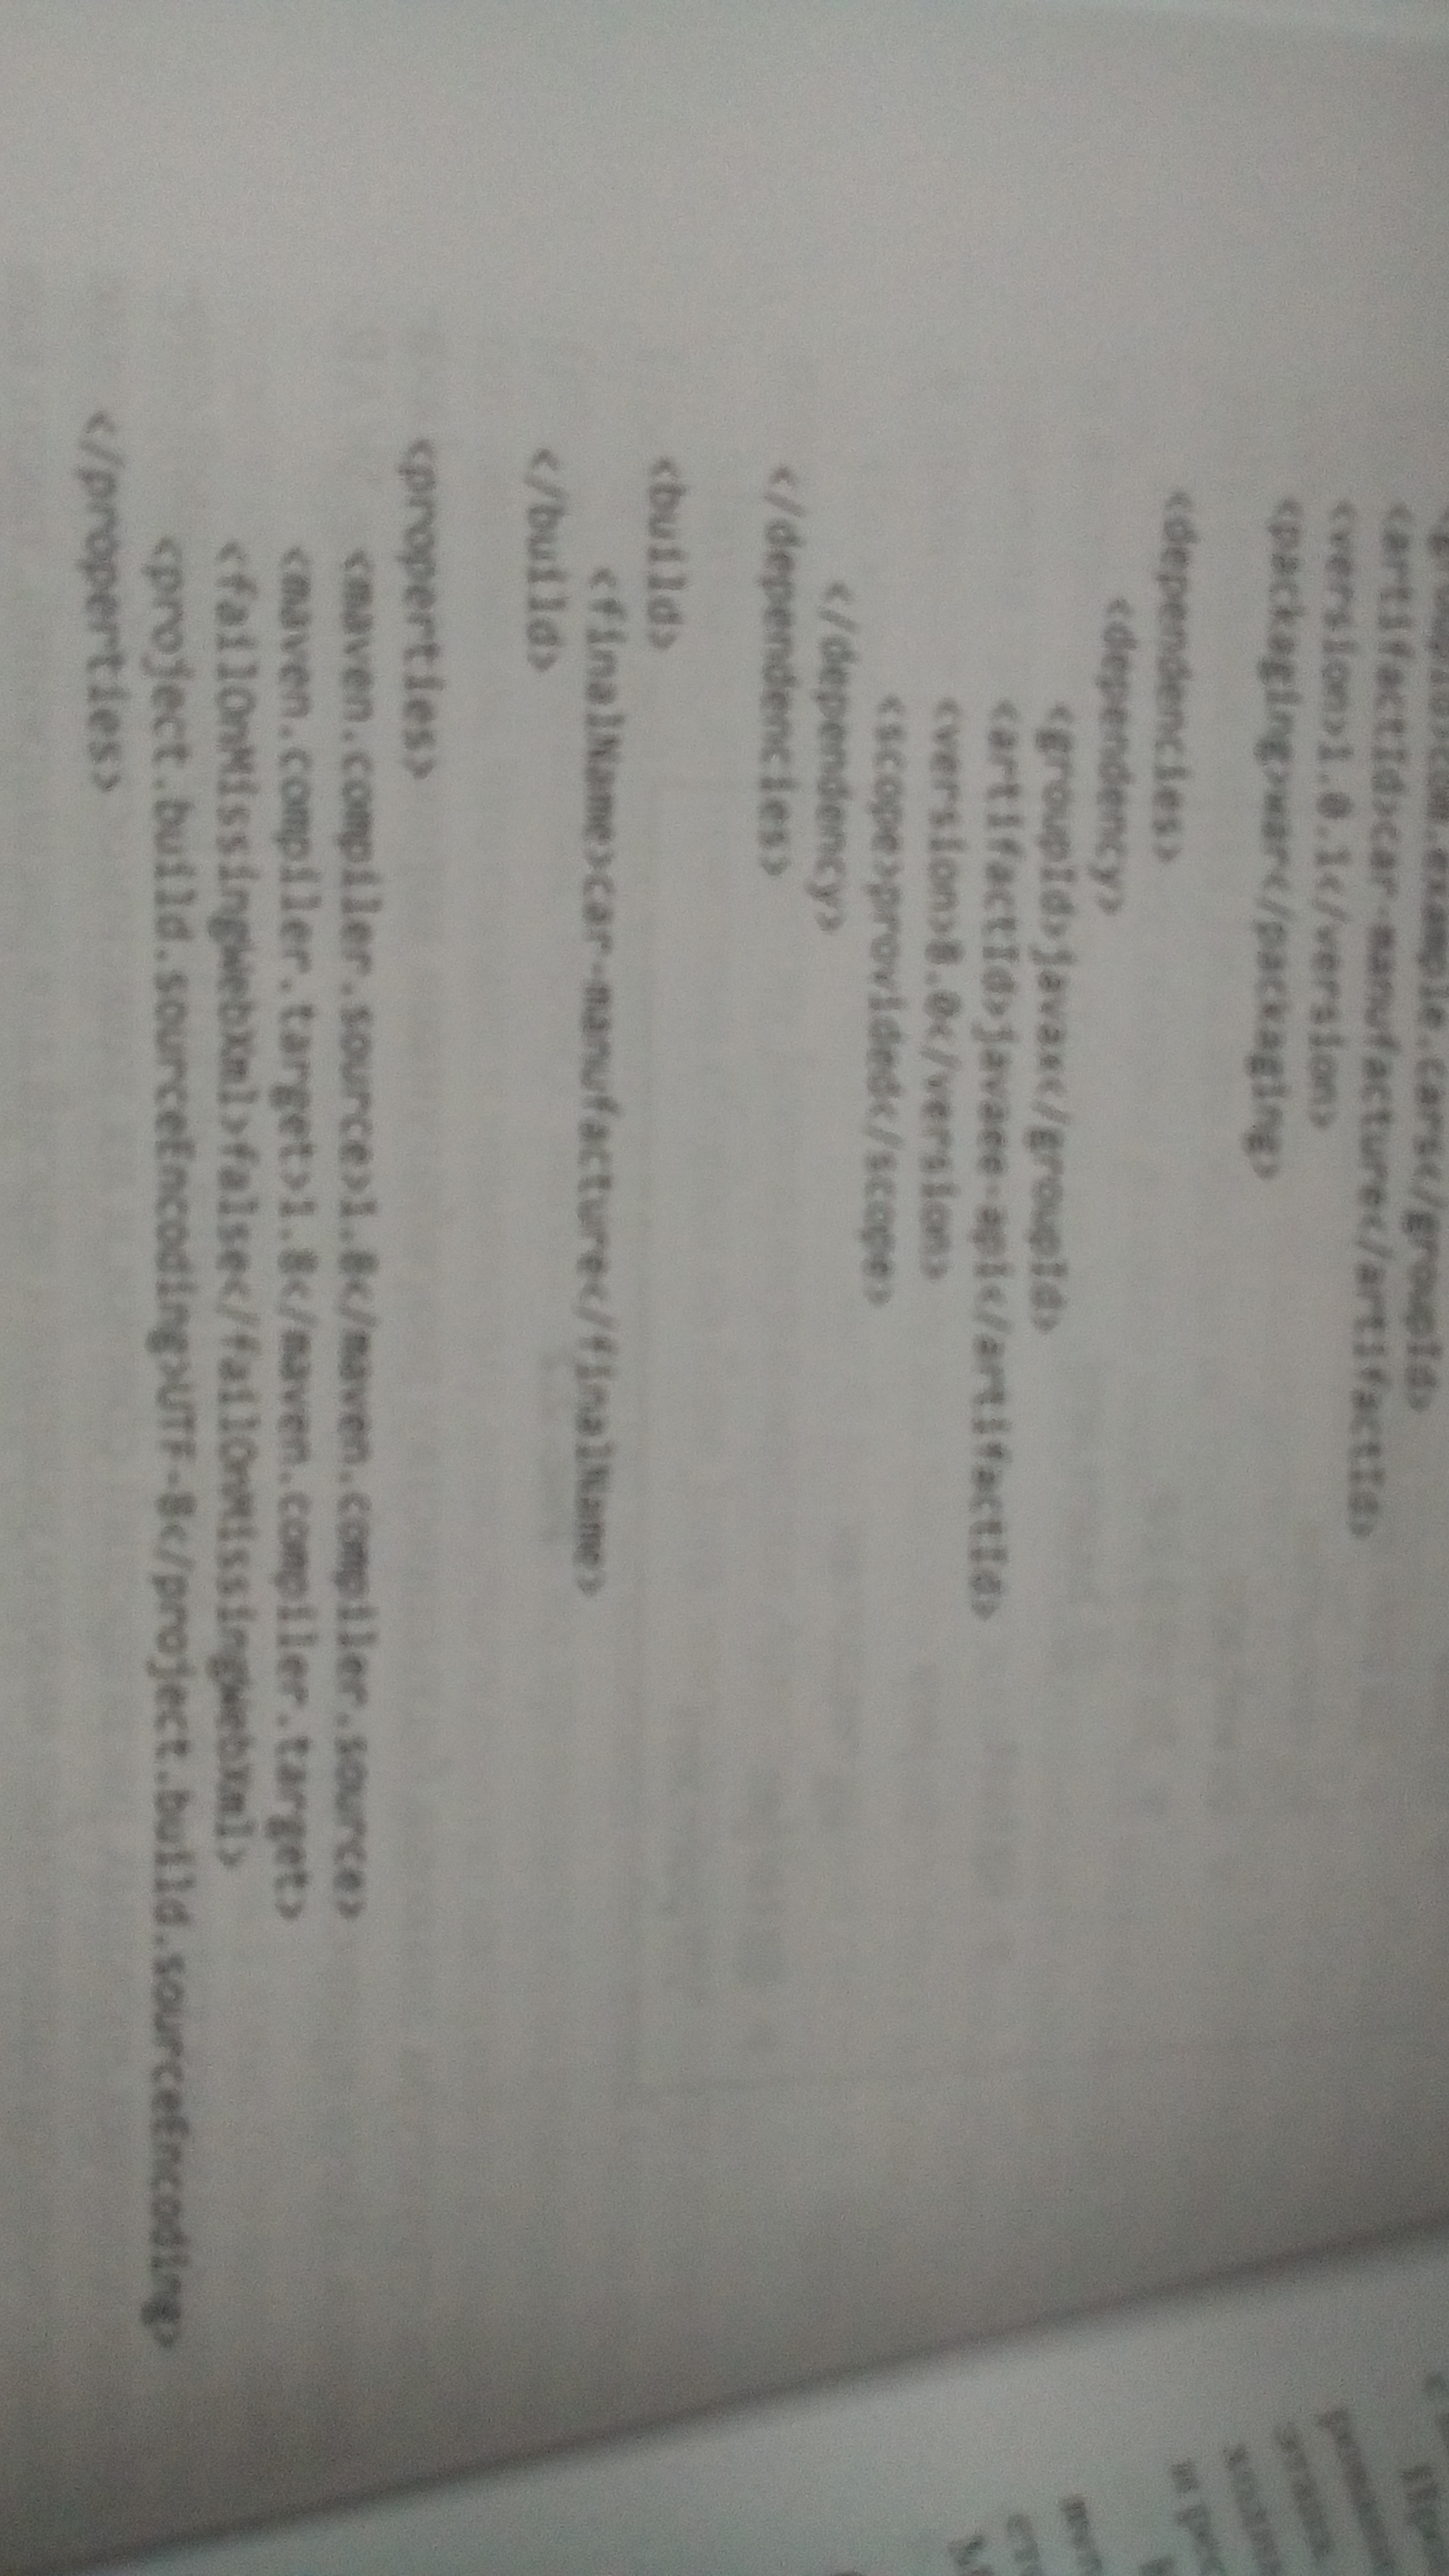 <groupId>com.example.cars</groupId>
<artifactId>car-manufacture</artifactId>
<version>1.0.1</version>
<packaging>war</packaging>
<dependencies>
<dependency>
<groupId>javax</groupId>
<artifactId>javaee-api</artifactId>
<version>8.0</version>
<scope>provided</scope>
</dependency>
</dependencies>
<build>
<finalName>car-manufacture</finalName>
</build>
<properties>
<maven.compiler.source>1.8</maven.compiler.source>
<maven.compiler.target>1.8</maven.compiler.target>
<failOnMissingWebXml>false</failOnMissingWebXml>
<project.build.sourceEncoding>UTF-8</project.build.sourceEncoding>
</properties>